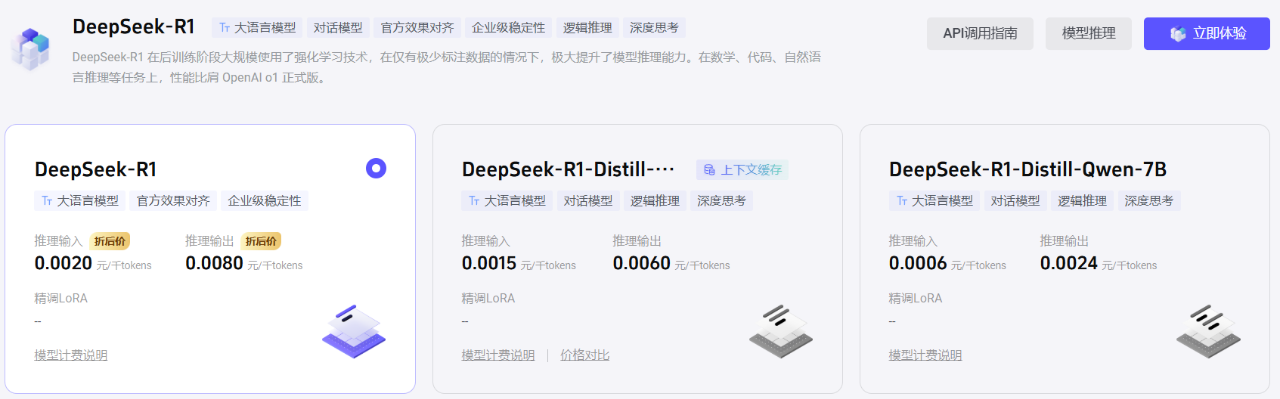 DeepSeek-R1 Tт 大语言模型 对话模型 官方效果对齐 企业级稳定性 逻辑推理 深度思考
API调用指南 模型推理 立即体验
DeepSeek-R1 在后训练阶段大规模使用了强化学习技术，在仅有极少标注数据的情况下，极大提升了模型推理能力。在数学、代码、自然语
言推理等任务上，性能比肩 OpenAI o1 正式版。
DeepSeek-R1
Tт 大语言模型 官方效果对齐 企业级稳定性
推理输入 折后价 推理输出 折后价
0.0020 元/千tokens 0.0080 元/千tokens
精调LoRA
--
模型计费说明
DeepSeek-R1-Distill-··· 上下文缓存
Tт 大语言模型 对话模型 逻辑推理 深度思考
推理输入 推理输出
0.0015 元/千tokens 0.0060 元/千tokens
精调LoRA
--
模型计费说明 | 价格对比
DeepSeek-R1-Distill-Qwen-7B
Tт 大语言模型 对话模型 逻辑推理 深度思考
推理输入 推理输出
0.0006 元/千tokens 0.0024 元/千tokens
精调LoRA
--
模型计费说明